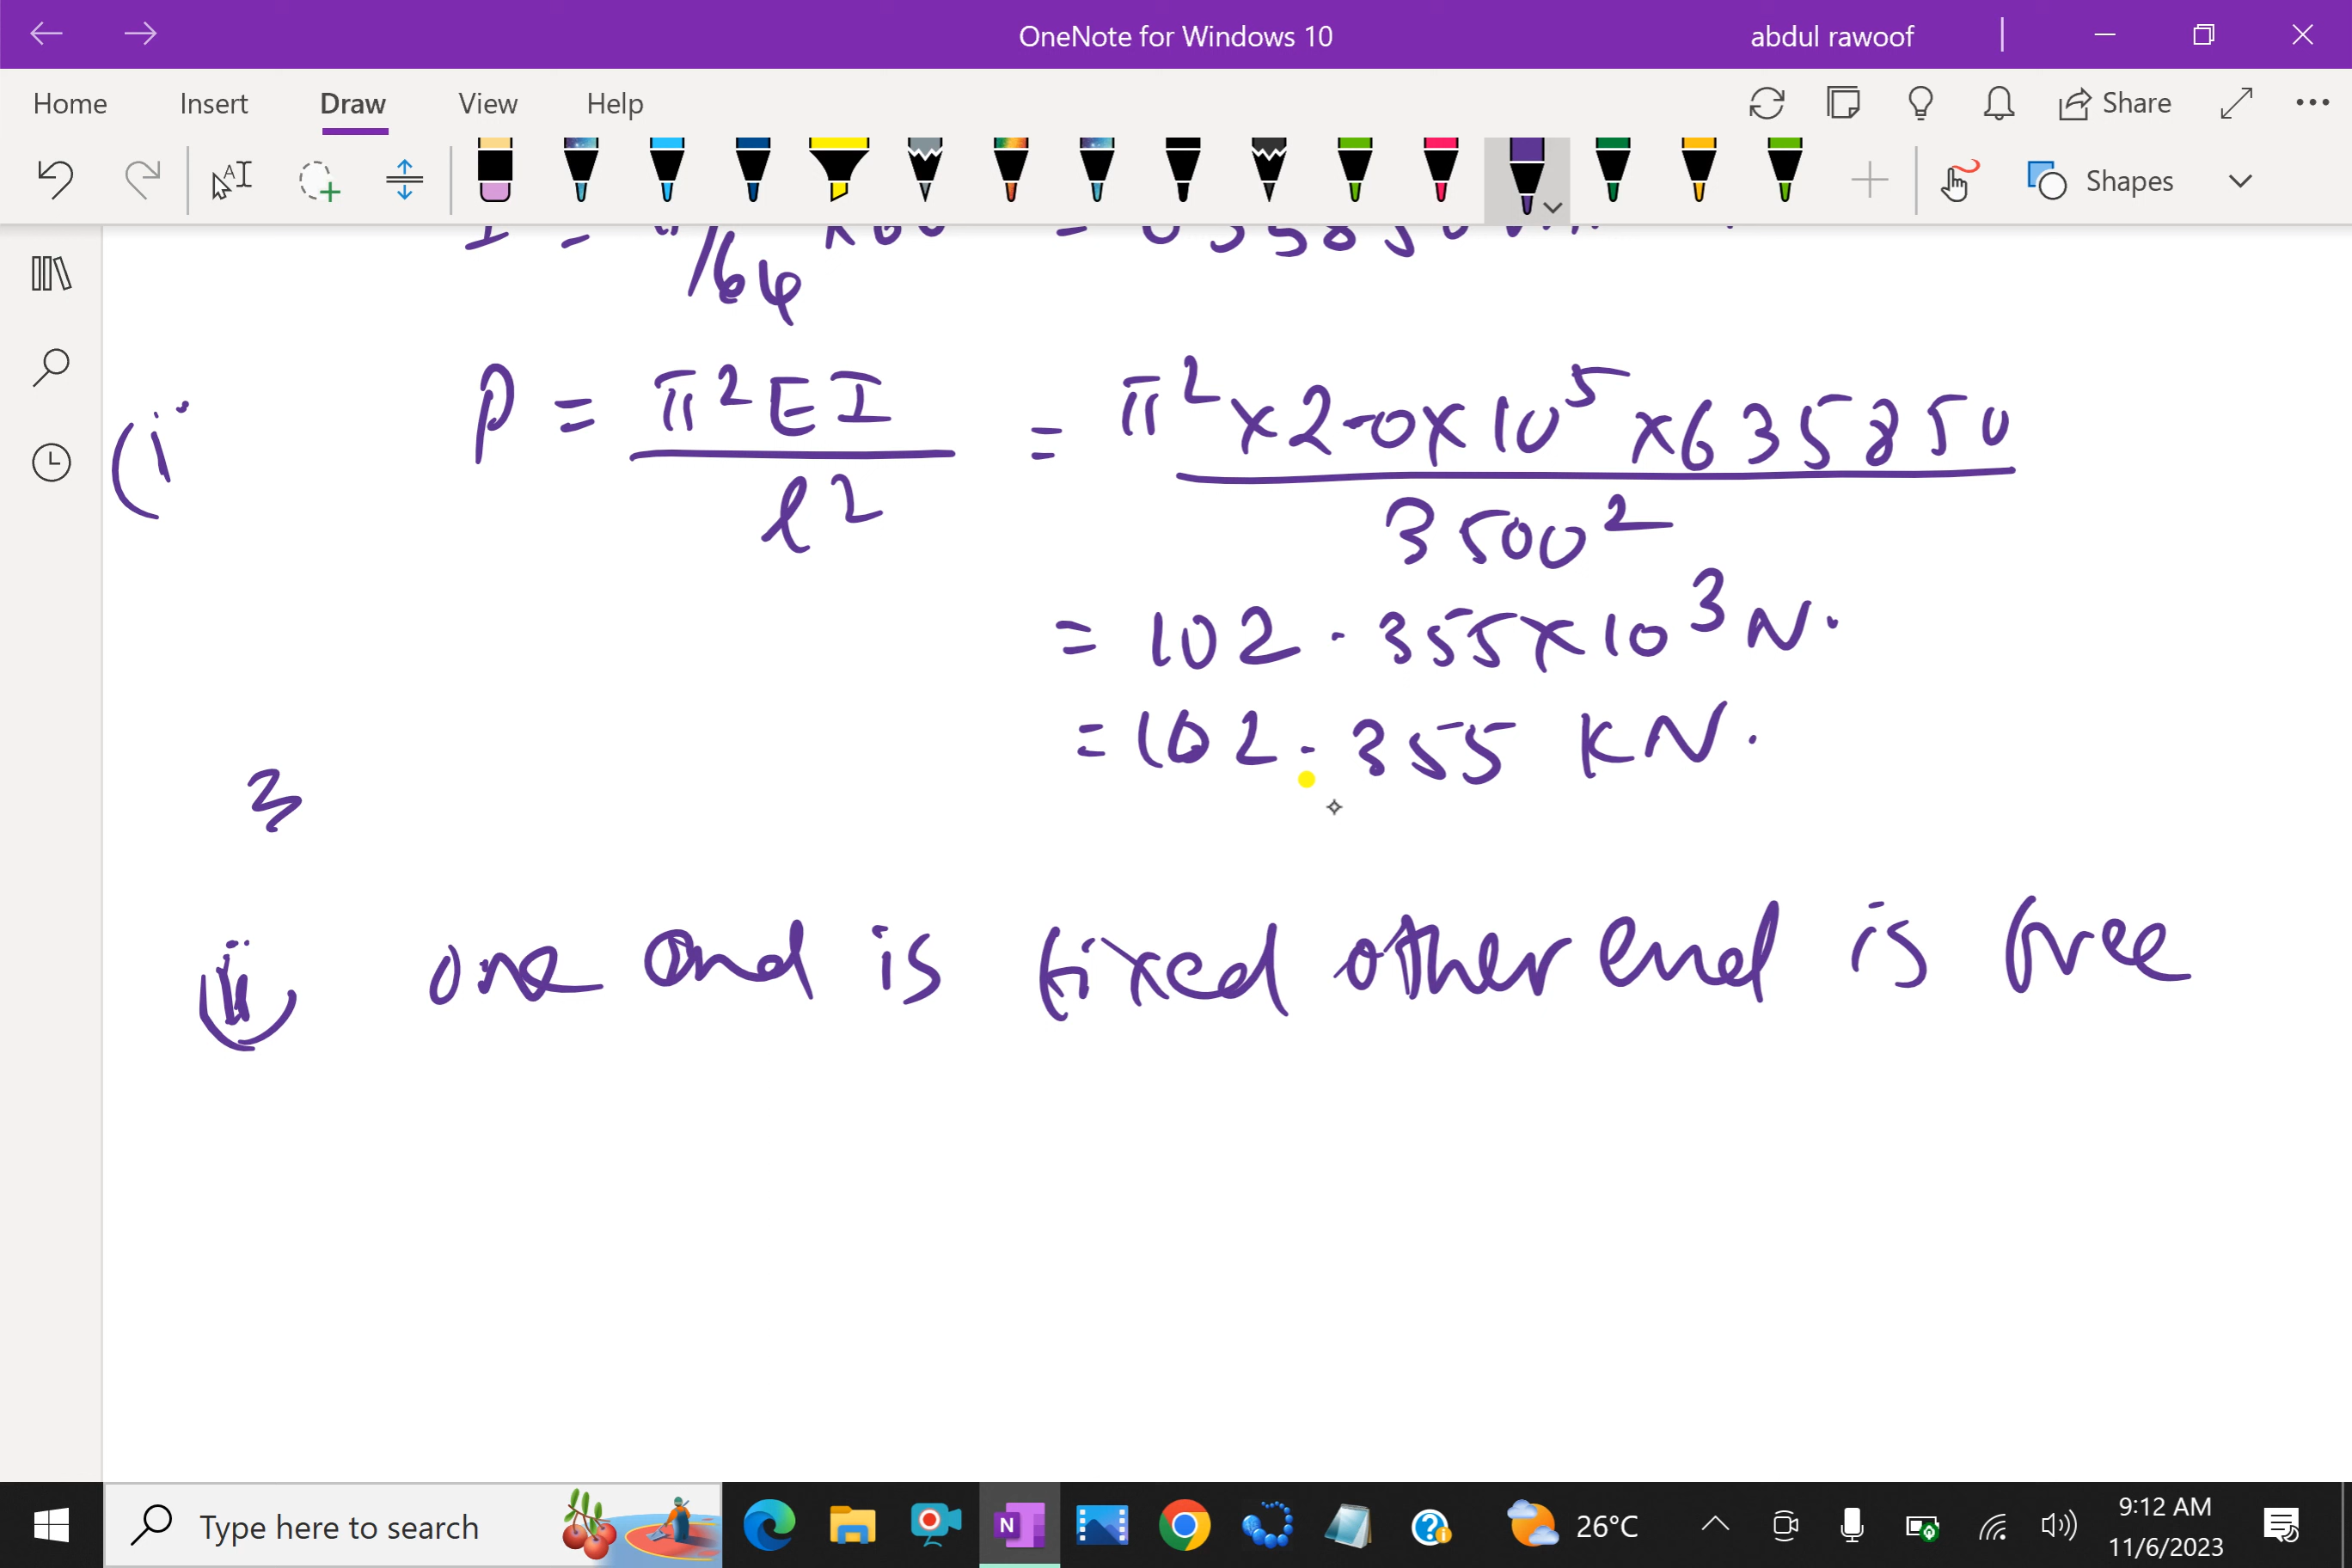 OneNote for Windows 10
abdul rawoof
Home Insert Draw View Help
Share
Shapes
/64
(i
P = π²EI / l² = π² × 2.0 × 10⁵ × 635850 / 3500²
= 102.355 × 10³ N.
= 102.355 KN.
3
(ii) one end is fixed other end is free
Type here to search
26°C
9:12 AM
11/6/2023